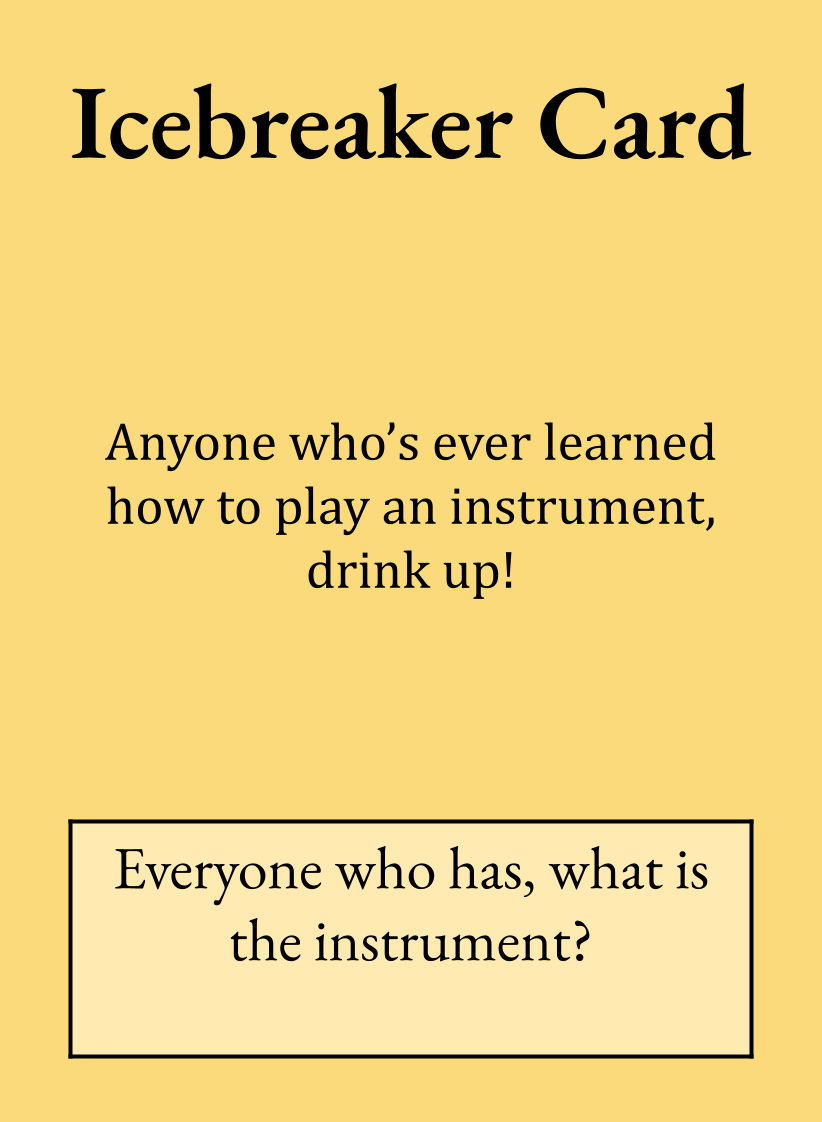 Icebreaker Card
Anyone who’s ever learned
how to play an instrument,
drink up!
Everyone who has, what is
the instrument?